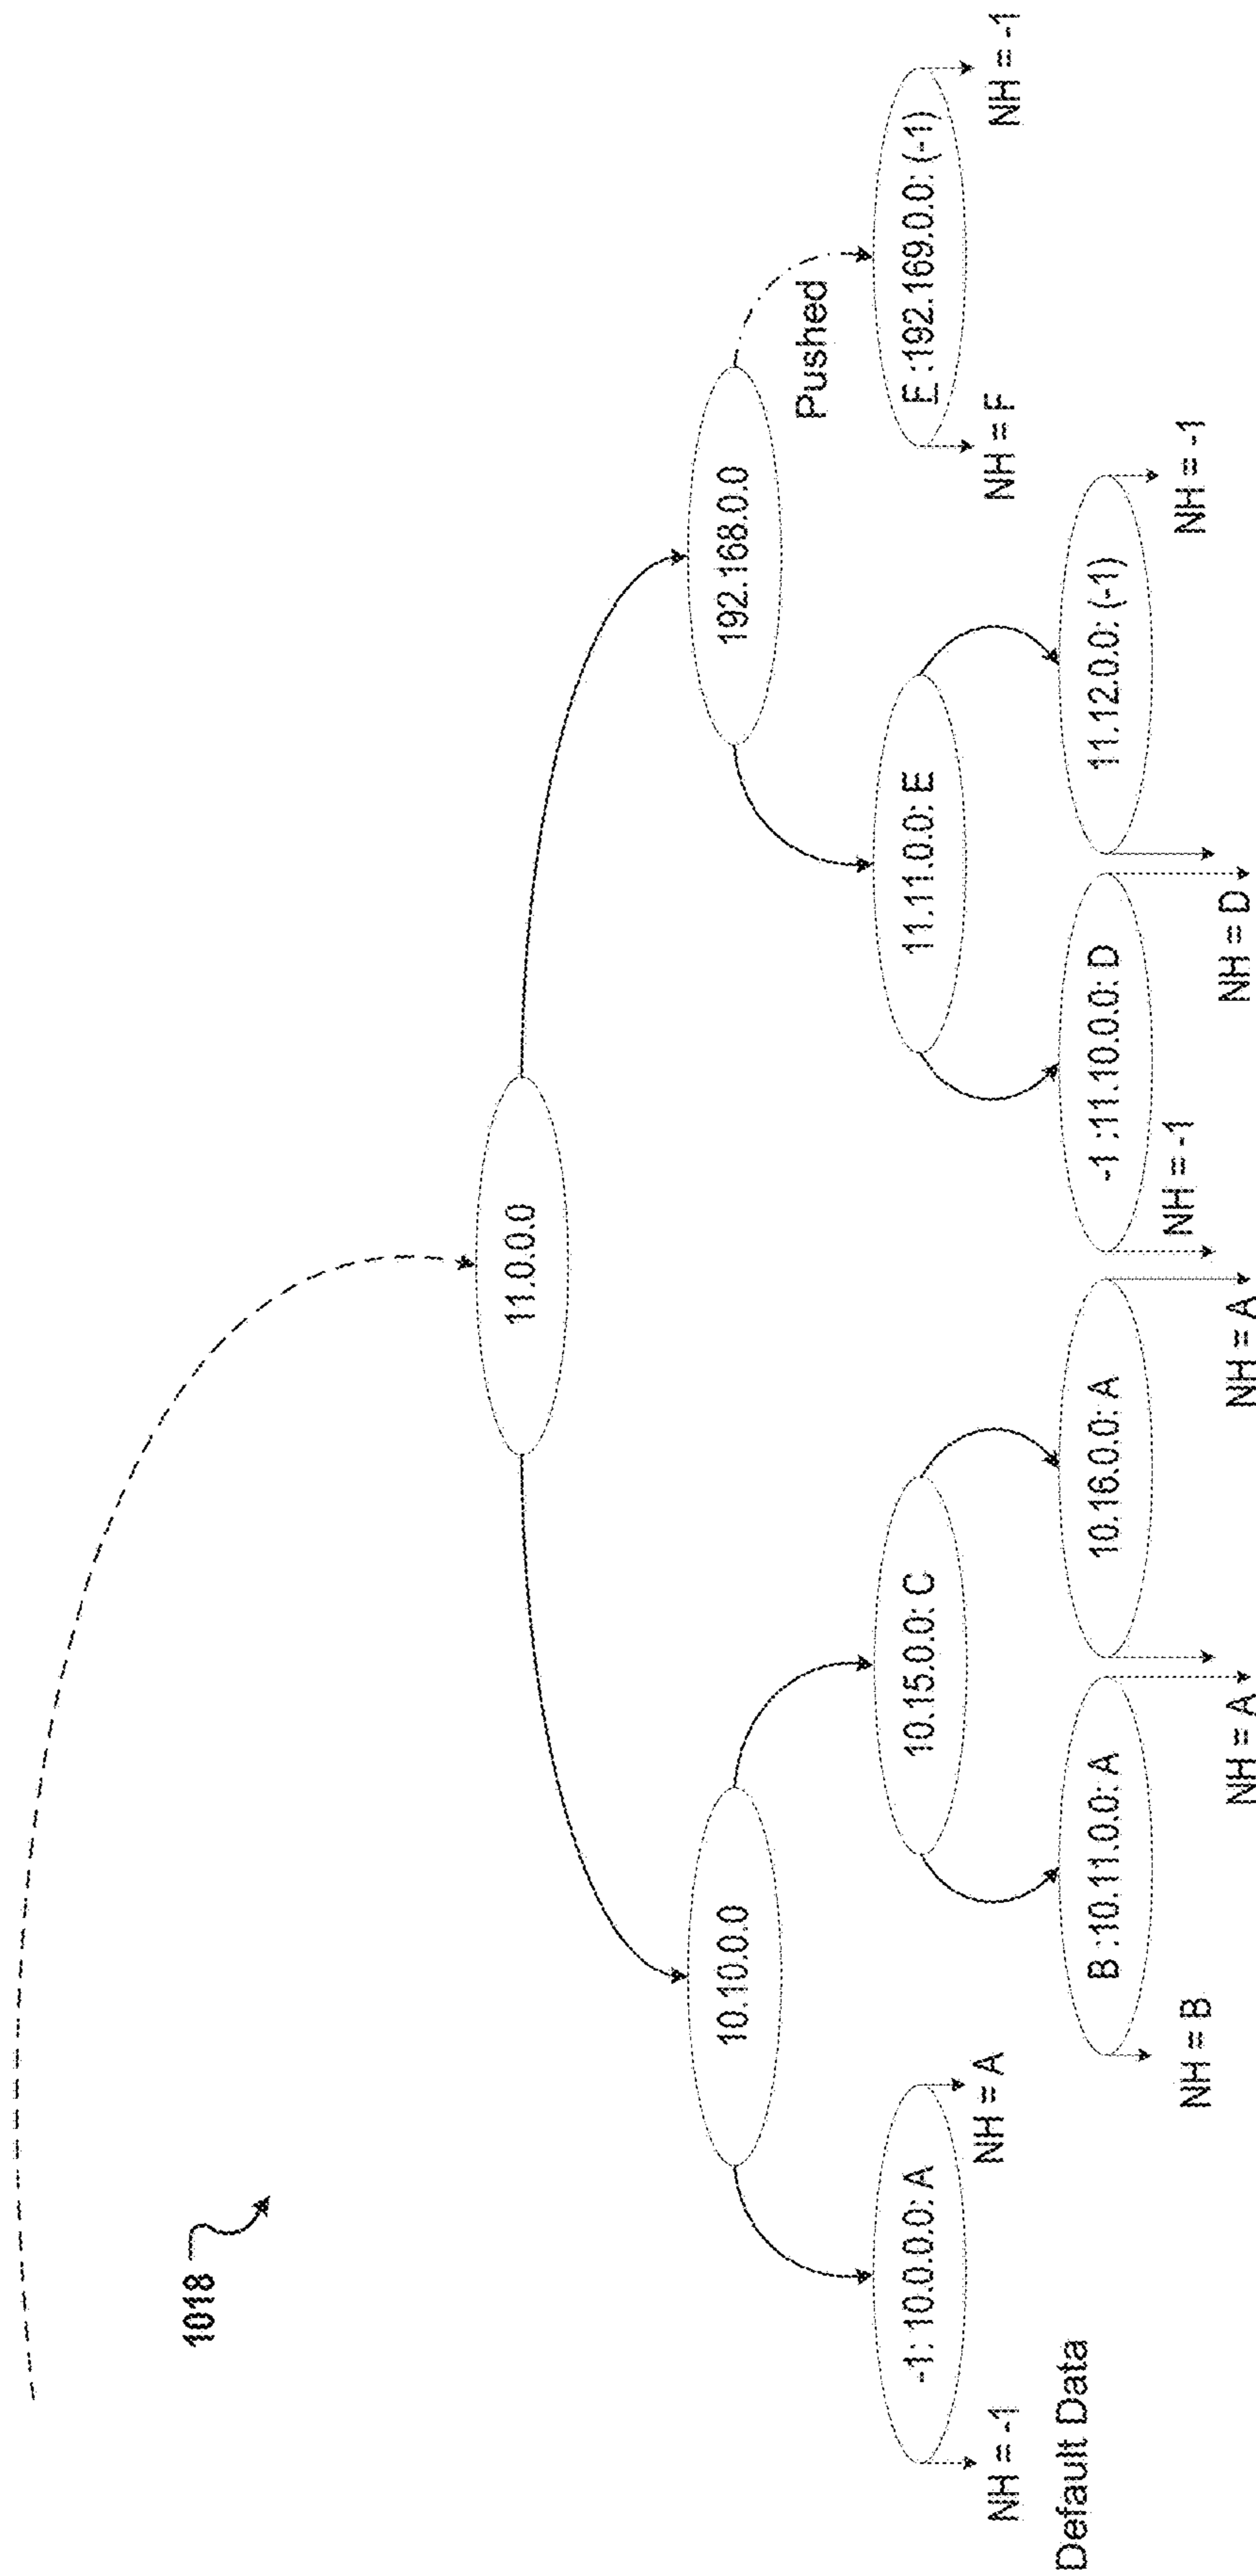 1018
11.0.0.0
10.10.0.0
192.168.0.0
Pushed
-1: 10.0.0.0: A
10.15.0.0: C
11.11.0.0: E
F :192.169.0.0: (-1)
NH = -1
Default Data
NH = A
NH = F
NH = -1
B :10.11.0.0: A
10.16.0.0: A
-1 :11.10.0.0: D
11.12.0.0: (-1)
NH = B
NH = A
NH = A
NH = -1
NH = D
NH = -1